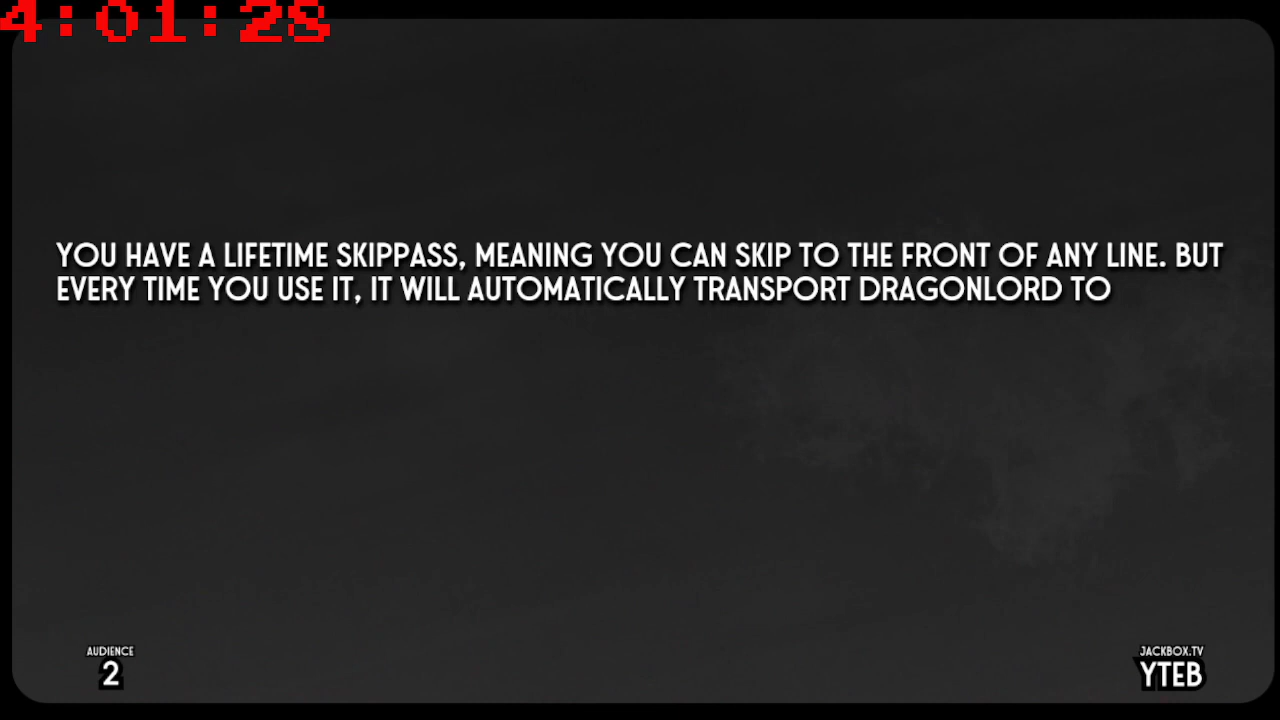 4:01:28
YOU HAVE A LIFETIME SKIPPASS, MEANING YOU CAN SKIP TO THE FRONT OF ANY LINE. BUT
EVERY TIME YOU USE IT, IT WILL AUTOMATICALLY TRANSPORT DRAGONLORD TO
AUDIENCE
2
JACKBOX.TV
YTEB